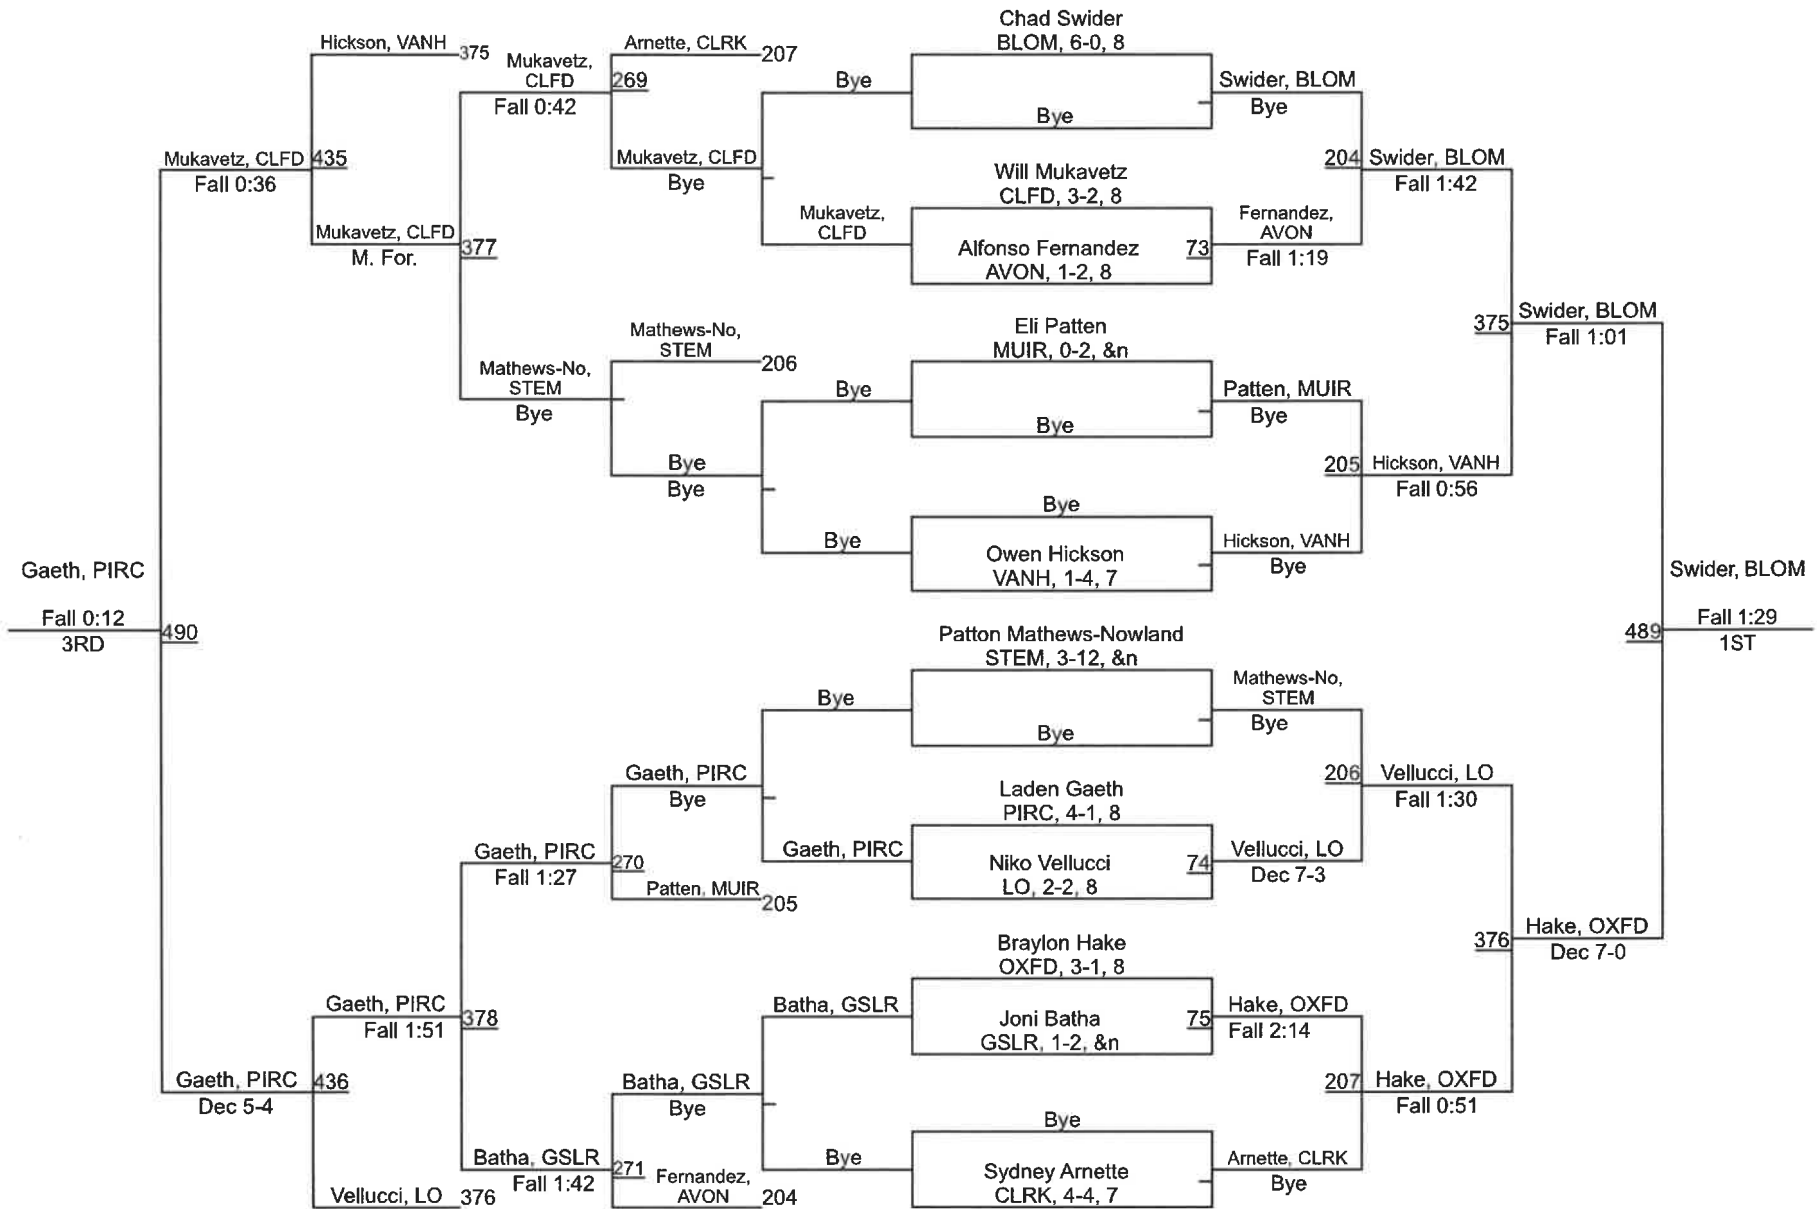 Chad Swider
BLOM, 6-0, 8
Bye
Will Mukavetz
CLFD, 3-2, 8
Alfonso Fernandez
AVON, 1-2, 8
73
Eli Patten
MUIR, 0-2, &n
Bye
Bye
Owen Hickson
VANH, 1-4, 7
Patton Mathews-Nowland
STEM, 3-12, &n
Bye
Laden Gaeth
PIRC, 4-1, 8
Niko Vellucci
LO, 2-2, 8
74
Braylon Hake
OXFD, 3-1, 8
Joni Batha
GSLR, 1-2, &n
75
Bye
Sydney Arnette
CLRK, 4-4, 7
Swider, BLOM
Bye
Fernandez,
AVON
Fall 1:19
Patten, MUIR
Bye
Hickson, VANH
Bye
Mathews-No,
STEM
Bye
Vellucci, LO
Dec 7-3
Hake, OXFD
Fall 2:14
Arnette, CLRK
Bye
204
Swider, BLOM
Fall 1:42
205
Hickson, VANH
Fall 0:56
206
Vellucci, LO
Fall 1:30
207
Hake, OXFD
Fall 0:51
375
Swider, BLOM
Fall 1:01
376
Hake, OXFD
Dec 7-0
Swider, BLOM
489
Fall 1:29
1ST
Bye
Mukavetz,
CLFD
Bye
Bye
Bye
Gaeth, PIRC
Batha, GSLR
Bye
Arnette, CLRK
207
Mukavetz, CLFD
Bye
Mathews-No,
STEM
206
Bye
Bye
Gaeth, PIRC
Bye
Patten, MUIR
205
Batha, GSLR
Bye
Fernandez,
AVON
204
Mukavetz,
CLFD
269
Fall 0:42
Mathews-No,
STEM
Bye
Gaeth, PIRC
270
Fall 1:27
Batha, GSLR
271
Fall 1:42
Hickson, VANH
375
Mukavetz, CLFD
377
M. For.
Gaeth, PIRC
378
Fall 1:51
Vellucci, LO
376
Mukavetz, CLFD
435
Fall 0:36
Gaeth, PIRC
436
Dec 5-4
Gaeth, PIRC
Fall 0:12
490
3RD